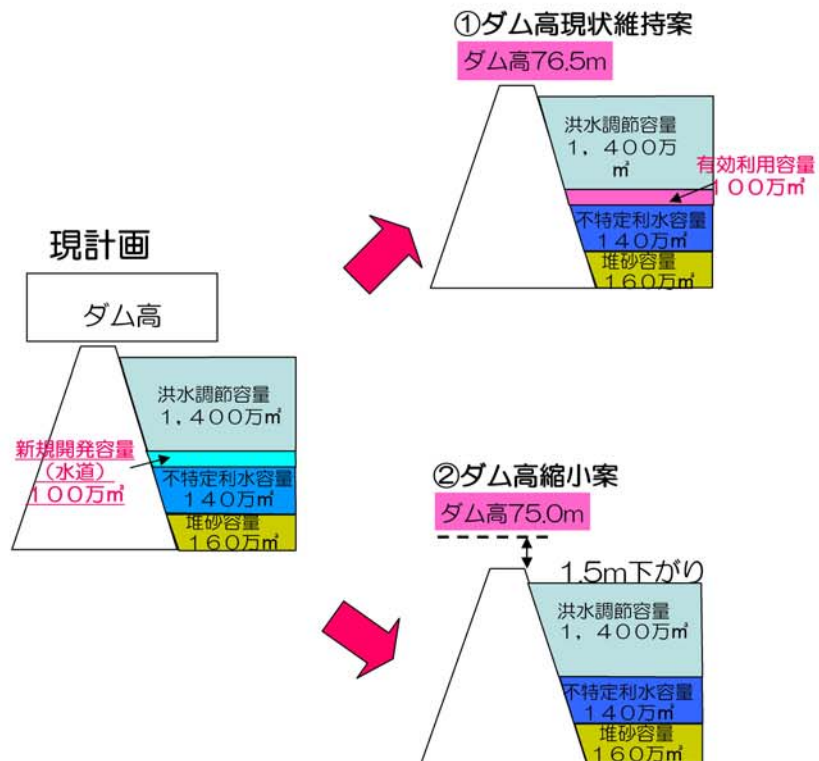 ①ダム高現状維持案
ダム高76.5m
洪水調節容量
1,400万
㎥
有効利用容量
100万㎥
不特定利水容量
140万㎥
堆砂容量
160万㎥
現計画
ダム高
洪水調節容量
1,400万㎥
新規開発容量
(水道)
100万㎥
不特定利水容量
140万㎥
堆砂容量
160万㎥
②ダム高縮小案
ダム高75.0m
1.5m下がり
洪水調節容量
1,400万㎥
不特定利水容量
140万㎥
堆砂容量
160万㎥